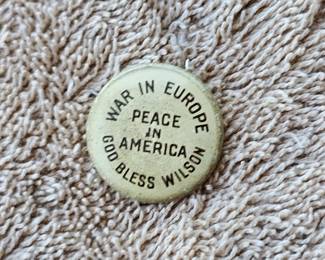 WAR IN EUROPE
PEACE
IN
AMERICA
GOD BLESS WILSON